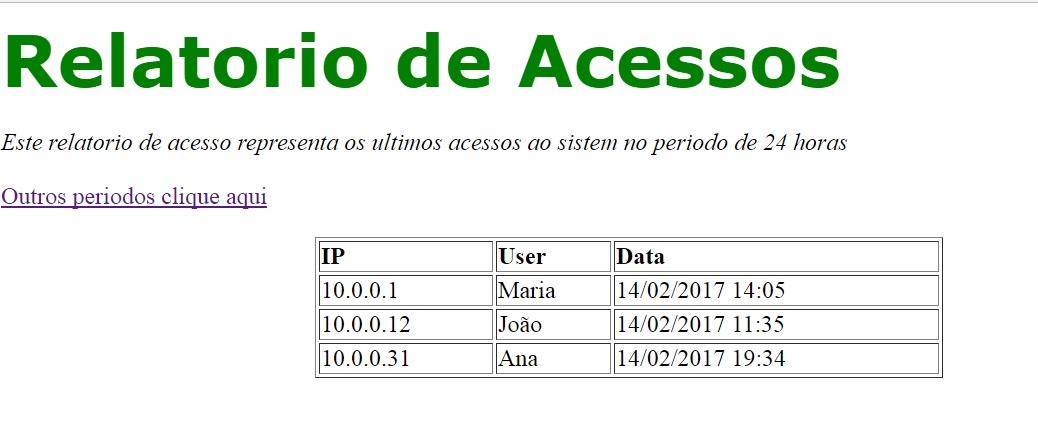 Relatorio de Acessos
Este relatorio de acesso representa os ultimos acessos ao sistem no periodo de 24 horas
Outros periodos clique aqui
IP User Data
10.0.0.1 Maria 14/02/2017 14:05
10.0.0.12 João 14/02/2017 11:35
10.0.0.31 Ana 14/02/2017 19:34